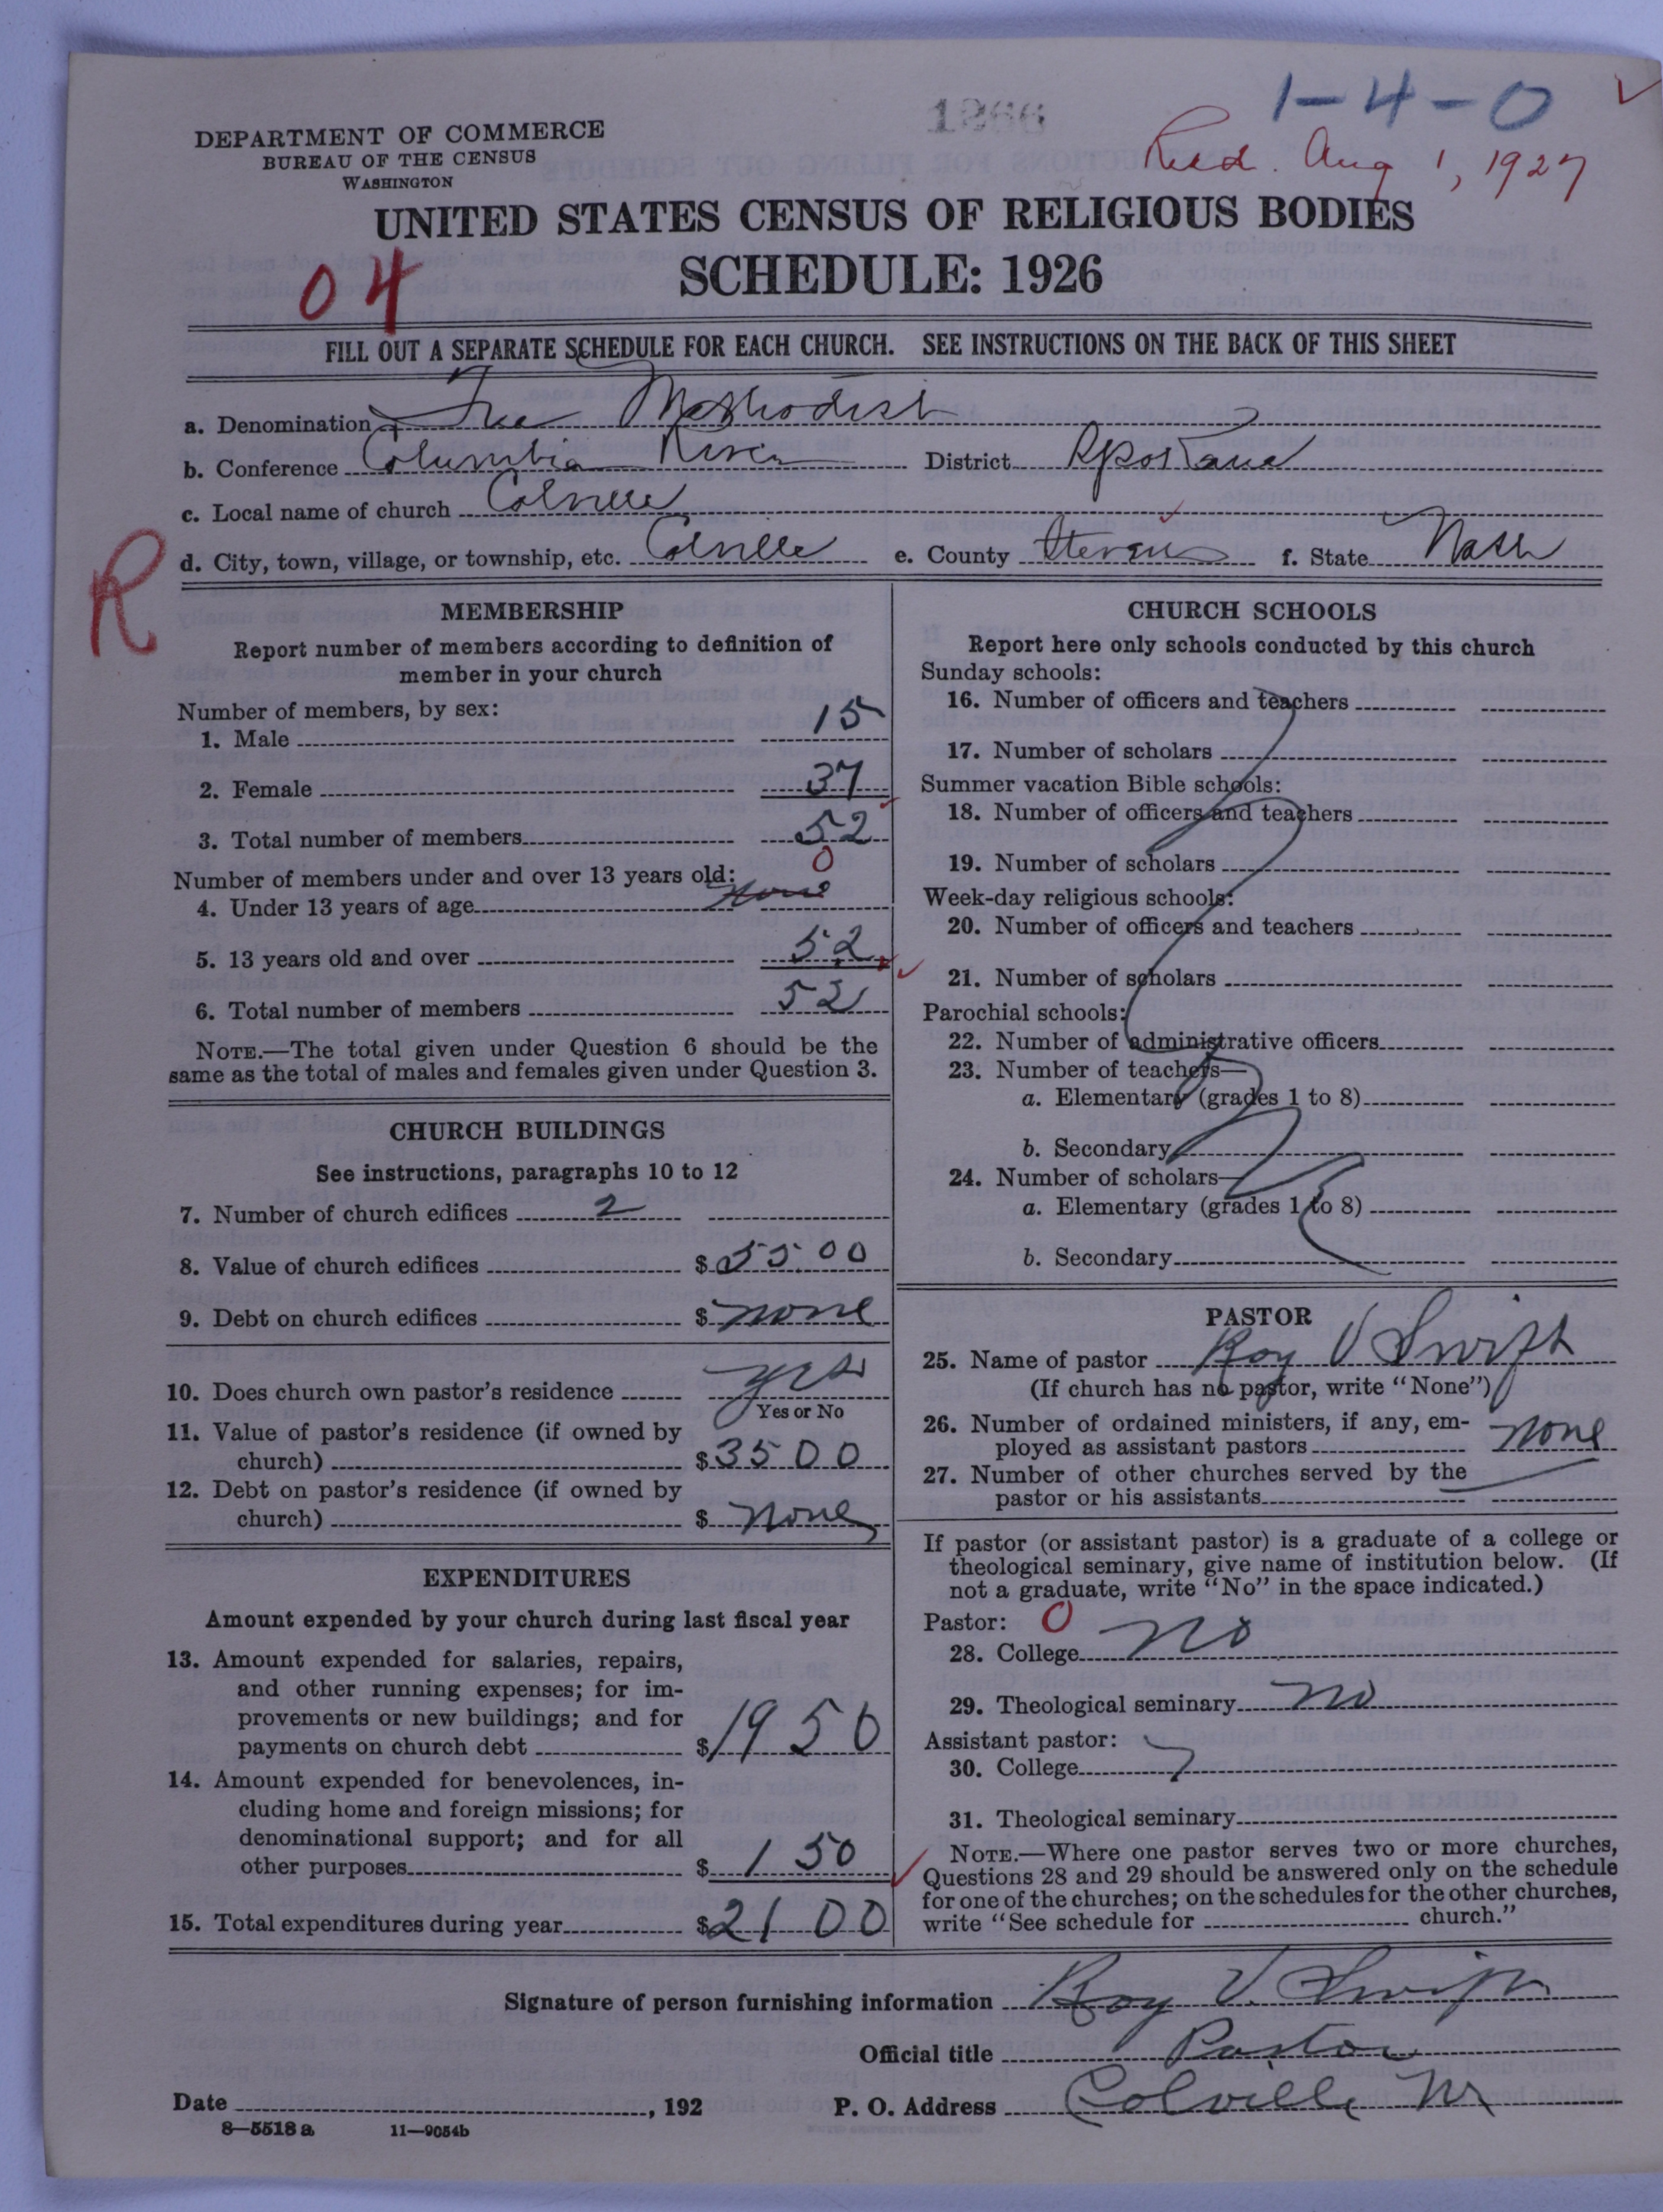 1-4-0
Recd. Aug 1, 1927
DEPARTMENT OF COMMERCE
BUREAU OF THE CENSUS
WASHINGTON
UNITED STATES CENSUS OF RELIGIOUS BODIES
SCHEDULE: 1926
04
FILL OUT A SEPARATE SCHEDULE FOR EACH CHURCH. SEE INSTRUCTIONS ON THE BACK OF THIS SHEET
a. Denomination Free Methodist
b. Conference Columbia River District Spokane
c. Local name of church Colville
d. City, town, village, or township, etc. Colville e. County Stevens f. State Wash
R
MEMBERSHIP
Report number of members according to definition of
member in your church
Number of members, by sex:
1. Male 15
2. Female 37
3. Total number of members 52
0
Number of members under and over 13 years old:
4. Under 13 years of age none
5. 13 years old and over 52
6. Total number of members 52
NOTE.—The total given under Question 6 should be the
same as the total of males and females given under Question 3.
CHURCH BUILDINGS
See instructions, paragraphs 10 to 12
7. Number of church edifices 2
8. Value of church edifices $5500
9. Debt on church edifices $none
10. Does church own pastor's residence yes
Yes or No
11. Value of pastor's residence (if owned by
church) $3500
12. Debt on pastor's residence (if owned by
church) $none
EXPENDITURES
Amount expended by your church during last fiscal year
13. Amount expended for salaries, repairs,
and other running expenses; for im-
provements or new buildings; and for
payments on church debt $1950
14. Amount expended for benevolences, in-
cluding home and foreign missions; for
denominational support; and for all
other purposes $150
15. Total expenditures during year $2100
CHURCH SCHOOLS
Report here only schools conducted by this church
Sunday schools:
16. Number of officers and teachers
17. Number of scholars
Summer vacation Bible schools:
18. Number of officers and teachers
19. Number of scholars
Week-day religious schools:
20. Number of officers and teachers
21. Number of scholars
Parochial schools:
22. Number of administrative officers
23. Number of teachers—
a. Elementary (grades 1 to 8)
b. Secondary
24. Number of scholars—
a. Elementary (grades 1 to 8)
b. Secondary
PASTOR
25. Name of pastor Roy V Swift
(If church has no pastor, write "None")
26. Number of ordained ministers, if any, em-
ployed as assistant pastors none
27. Number of other churches served by the
pastor or his assistants
If pastor (or assistant pastor) is a graduate of a college or
theological seminary, give name of institution below. (If
not a graduate, write "No" in the space indicated.)
Pastor: 0
28. College no
29. Theological seminary no
Assistant pastor:
30. College
31. Theological seminary
NOTE.—Where one pastor serves two or more churches,
Questions 28 and 29 should be answered only on the schedule
for one of the churches; on the schedules for the other churches,
write "See schedule for church."
Signature of person furnishing information Roy V. Swift
Official title Pastor
Date , 192 P. O. Address Colville Wn
8—5518 a 11—9054b